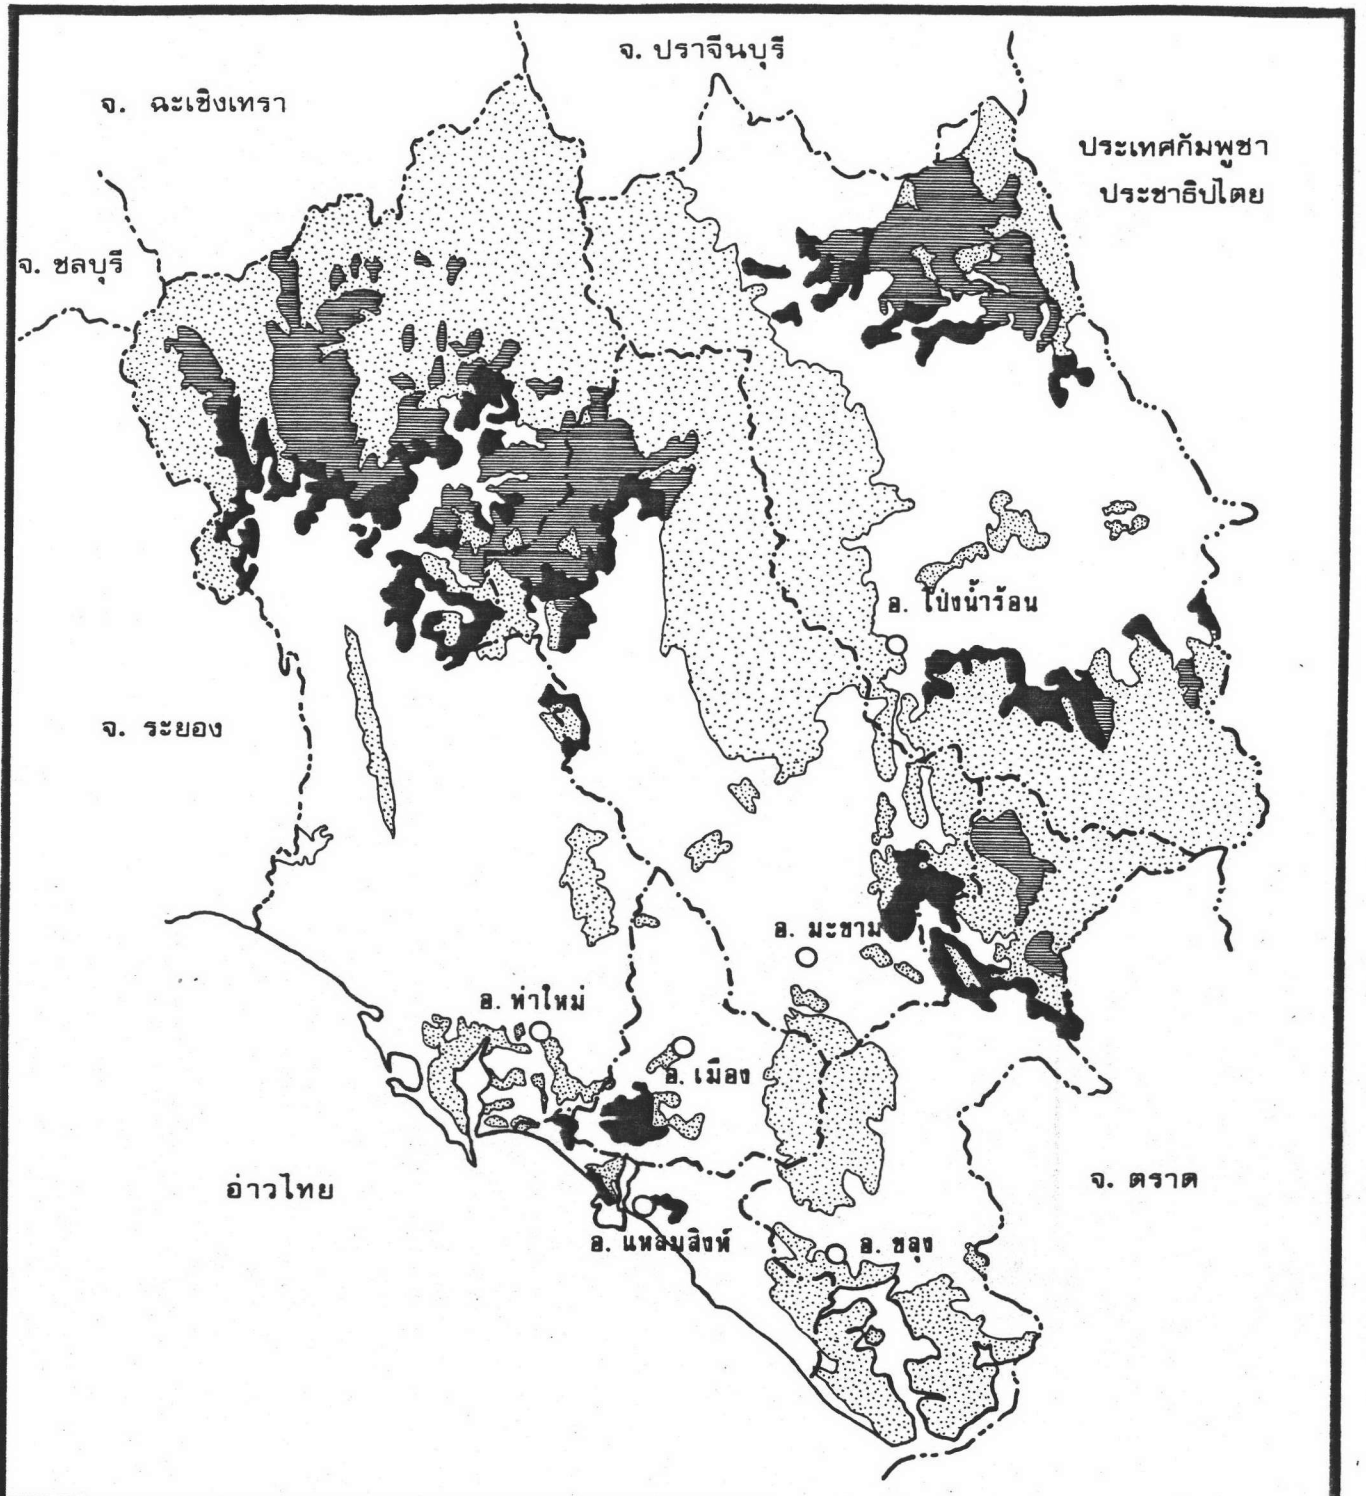 จ. ปราจีนบุรี
จ. ฉะเชิงเทรา
ประเทศกัมพูชา
ประชาธิปไตย
จ. ชลบุรี
อ. โป่งน้ำร้อน
จ. ระยอง
อ. มะขาม
อ. ท่าใหม่
อ. เมือง
อ่าวไทย
จ. ตราด
อ. แหลมสิงห์
อ. ขลุง